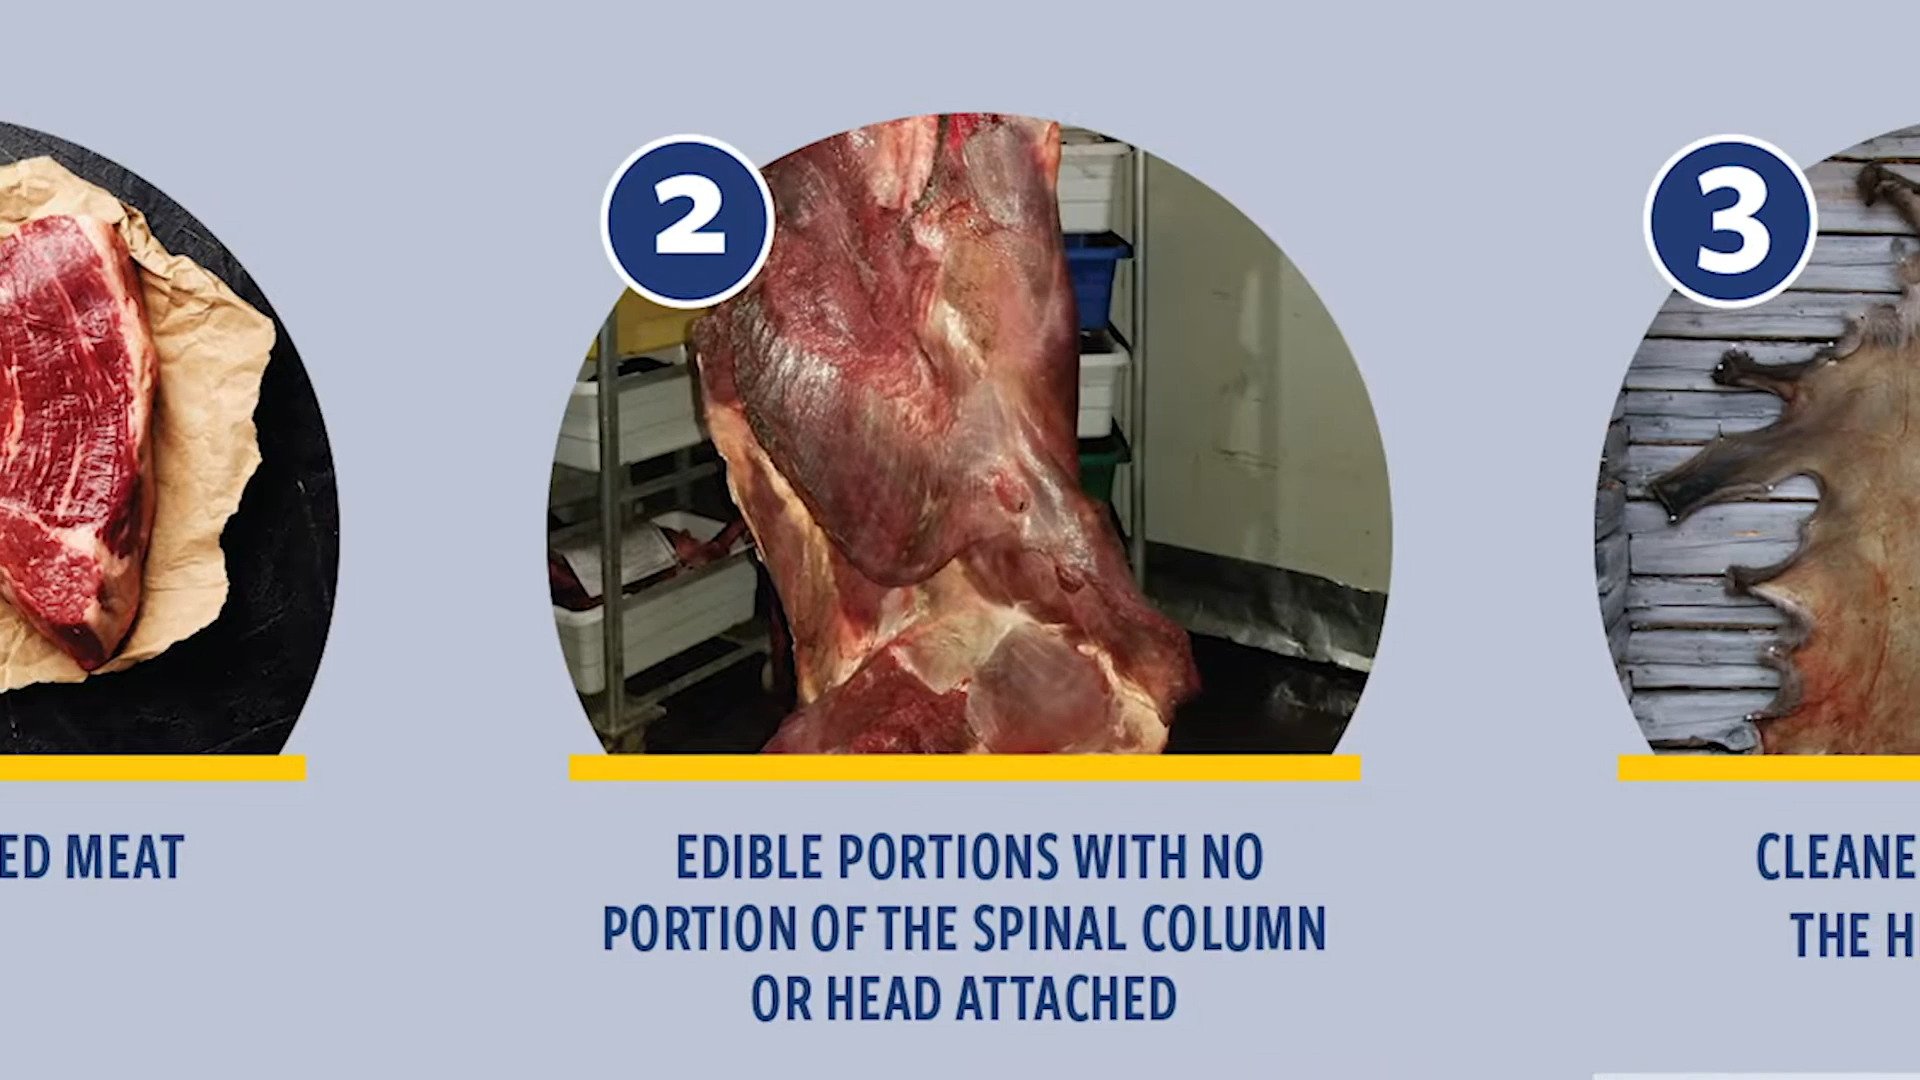 2
3
ED MEAT
EDIBLE PORTIONS WITH NO
PORTION OF THE SPINAL COLUMN
OR HEAD ATTACHED
CLEANE
THE H